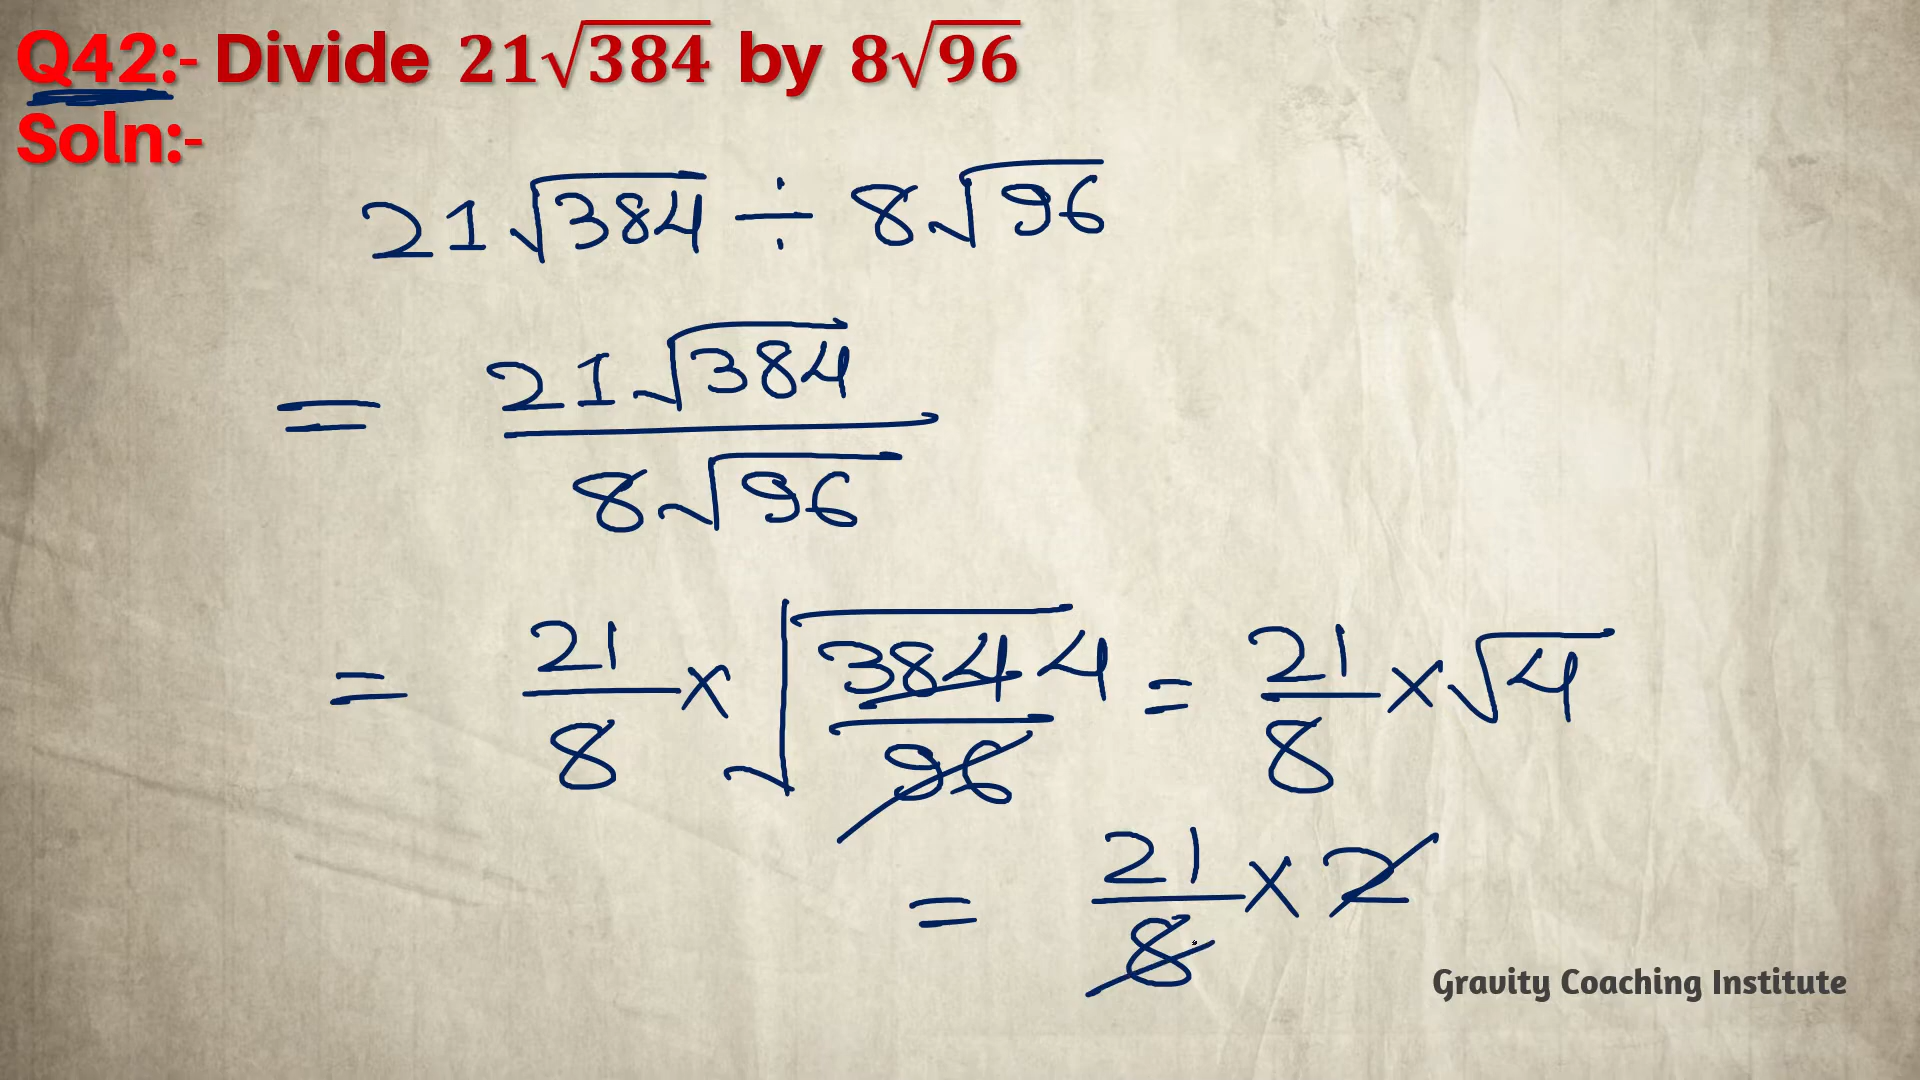 Q42:- Divide 21√384 by 8√96
Soln:-
21√384 ÷ 8√96
= 21√384 / 8√96
= 21/8 × √(384/96) 4 = 21/8 × √4
= 21/8 × 2
Gravity Coaching Institute